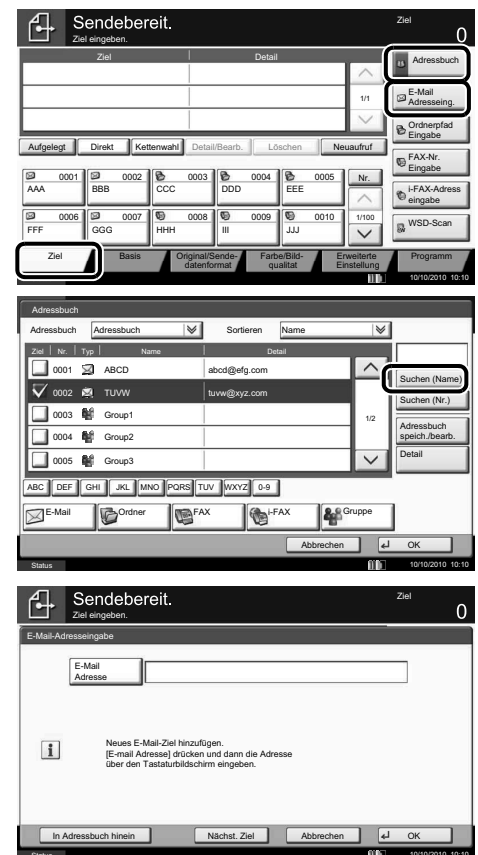 Sendebereit.
Ziel eingeben.
Ziel
0
Ziel Detail
Adressbuch
1/1
E-Mail
Adresseing.
Ordnerpfad
Eingabe
Aufgelegt Direkt Kettenwahl Detail/Bearb. Löschen Neuaufruf
FAX-Nr.
Eingabe
0001 0002 0003 0004 0005 Nr.
AAA BBB CCC DDD EEE
i-FAX-Adress
eingabe
0006 0007 0008 0009 0010 1/100
FFF GGG HHH III JJJ
WSD-Scan
Ziel Basis Original/Sende-
datenformat Farbe/Bild-
qualitat Erweiterte
Einstellung Programm
10/10/2010 10:10
Adressbuch
Adressbuch Adressbuch Sortieren Name
Ziel Nr. Typ Name Detail
0001 ABCD abcd@efg.com
0002 TUVW tuvw@xyz.com
0003 Group1
0004 Group2
0005 Group3
1/2
Suchen (Name)
Suchen (Nr.)
Adressbuch
speich./bearb.
Detail
ABC DEF GHI JKL MNO PQRS TUV WXYZ 0-9
E-Mail Ordner FAX i-FAX Gruppe
Abbrechen OK
Status 10/10/2010 10:10
Sendebereit.
Ziel eingeben.
Ziel
0
E-Mail-Adresseingabe
E-Mail
Adresse
Neues E-Mail-Ziel hinzufügen.
[E-mail Adresse] drücken und dann die Adresse
über den Tastaturbildschirm eingeben.
In Adressbuch hinein Nächst. Ziel Abbrechen OK
Status 10/10/2010 10:10